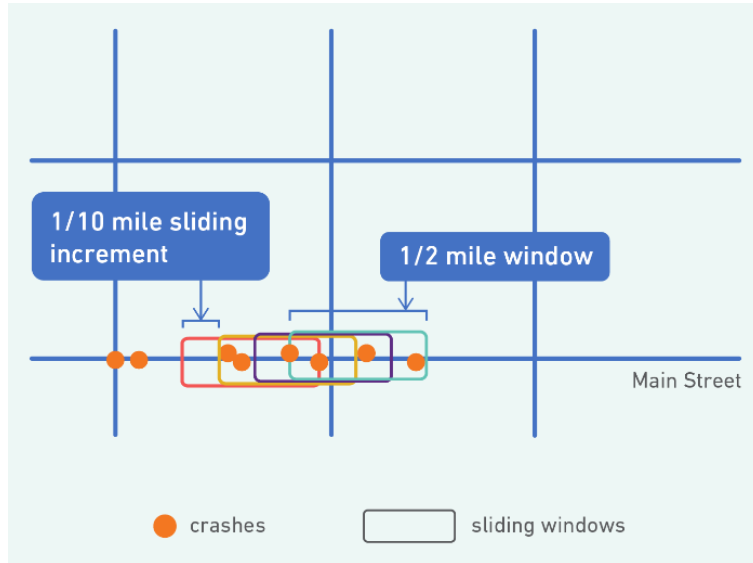 1/10 mile sliding
increment
1/2 mile window
Main Street
crashes
sliding windows